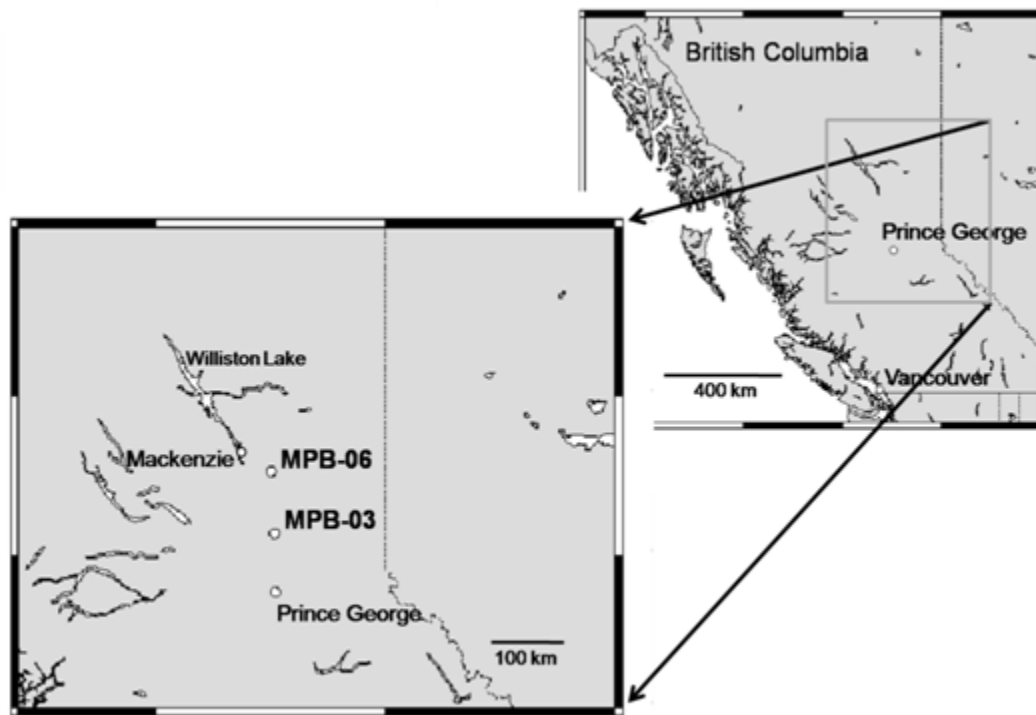 British Columbia
Prince George
400 km
Vancouver
Williston Lake
Mackenzie
MPB-06
MPB-03
Prince George
100 km